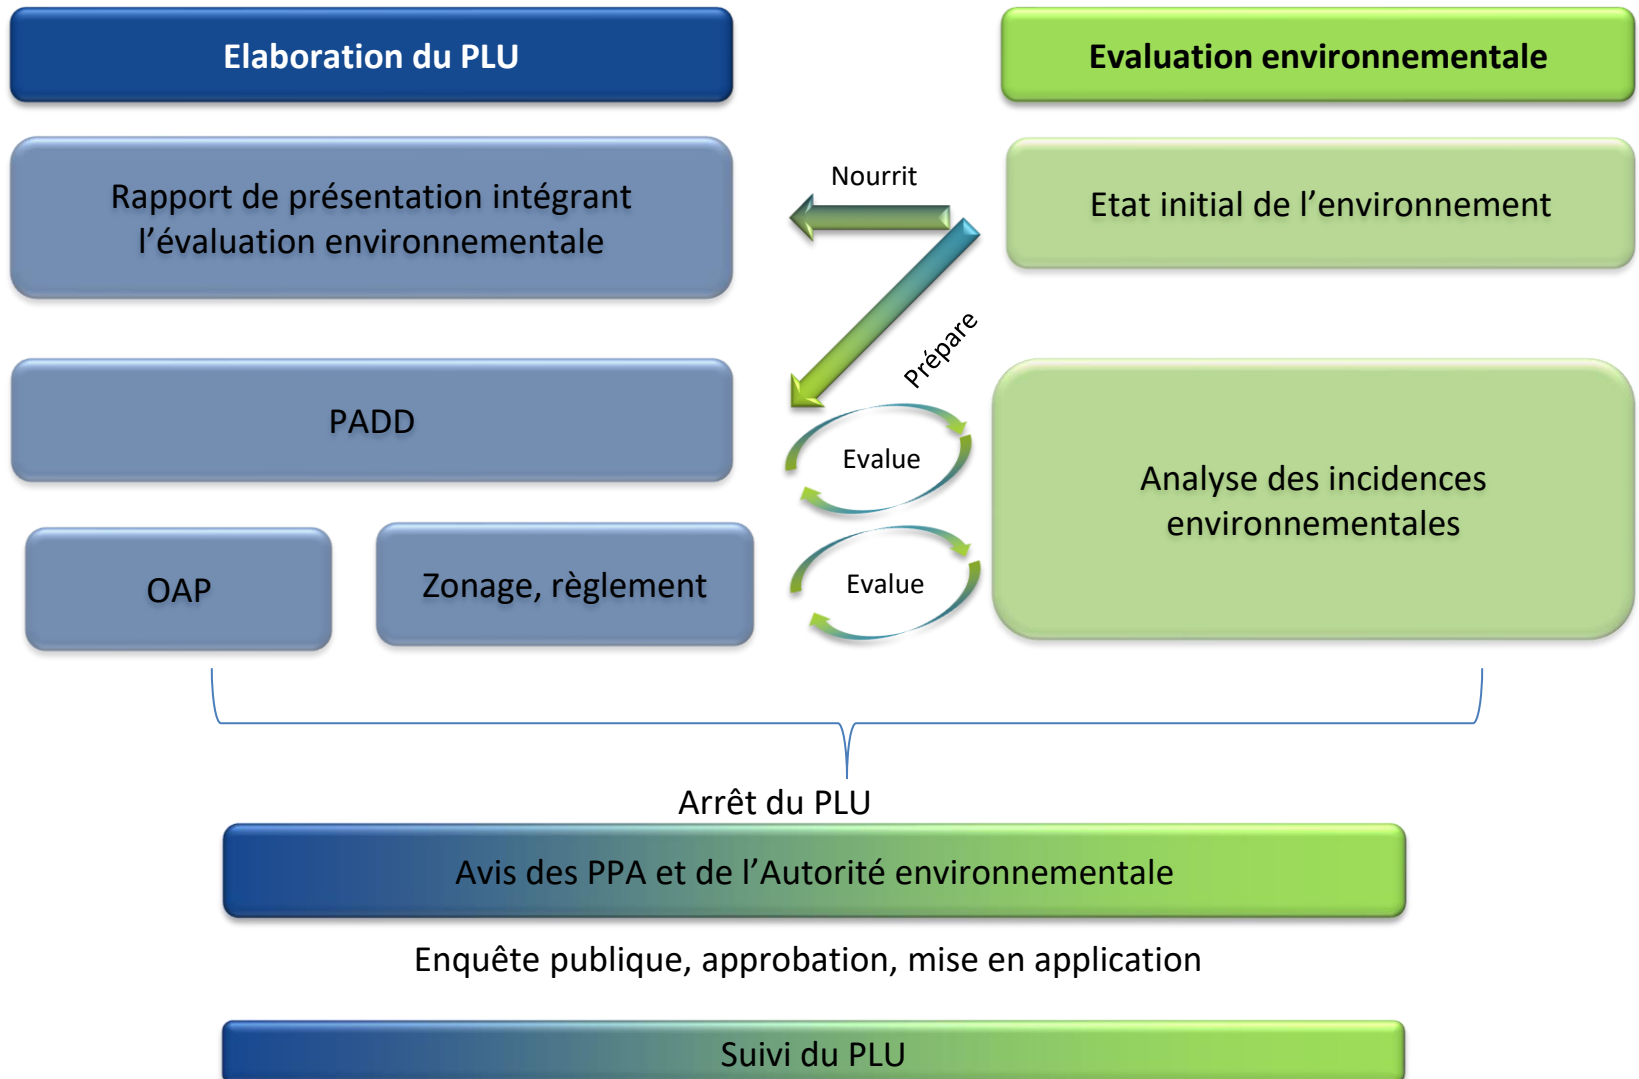 Elaboration du PLU
Evaluation environnementale
Rapport de présentation intégrant
l’évaluation environnementale
Nourrit
Etat initial de l’environnement
Prépare
PADD
Evalue
Analyse des incidences
environnementales
OAP
Zonage, règlement
Evalue
Arrêt du PLU
Avis des PPA et de l’Autorité environnementale
Enquête publique, approbation, mise en application
Suivi du PLU